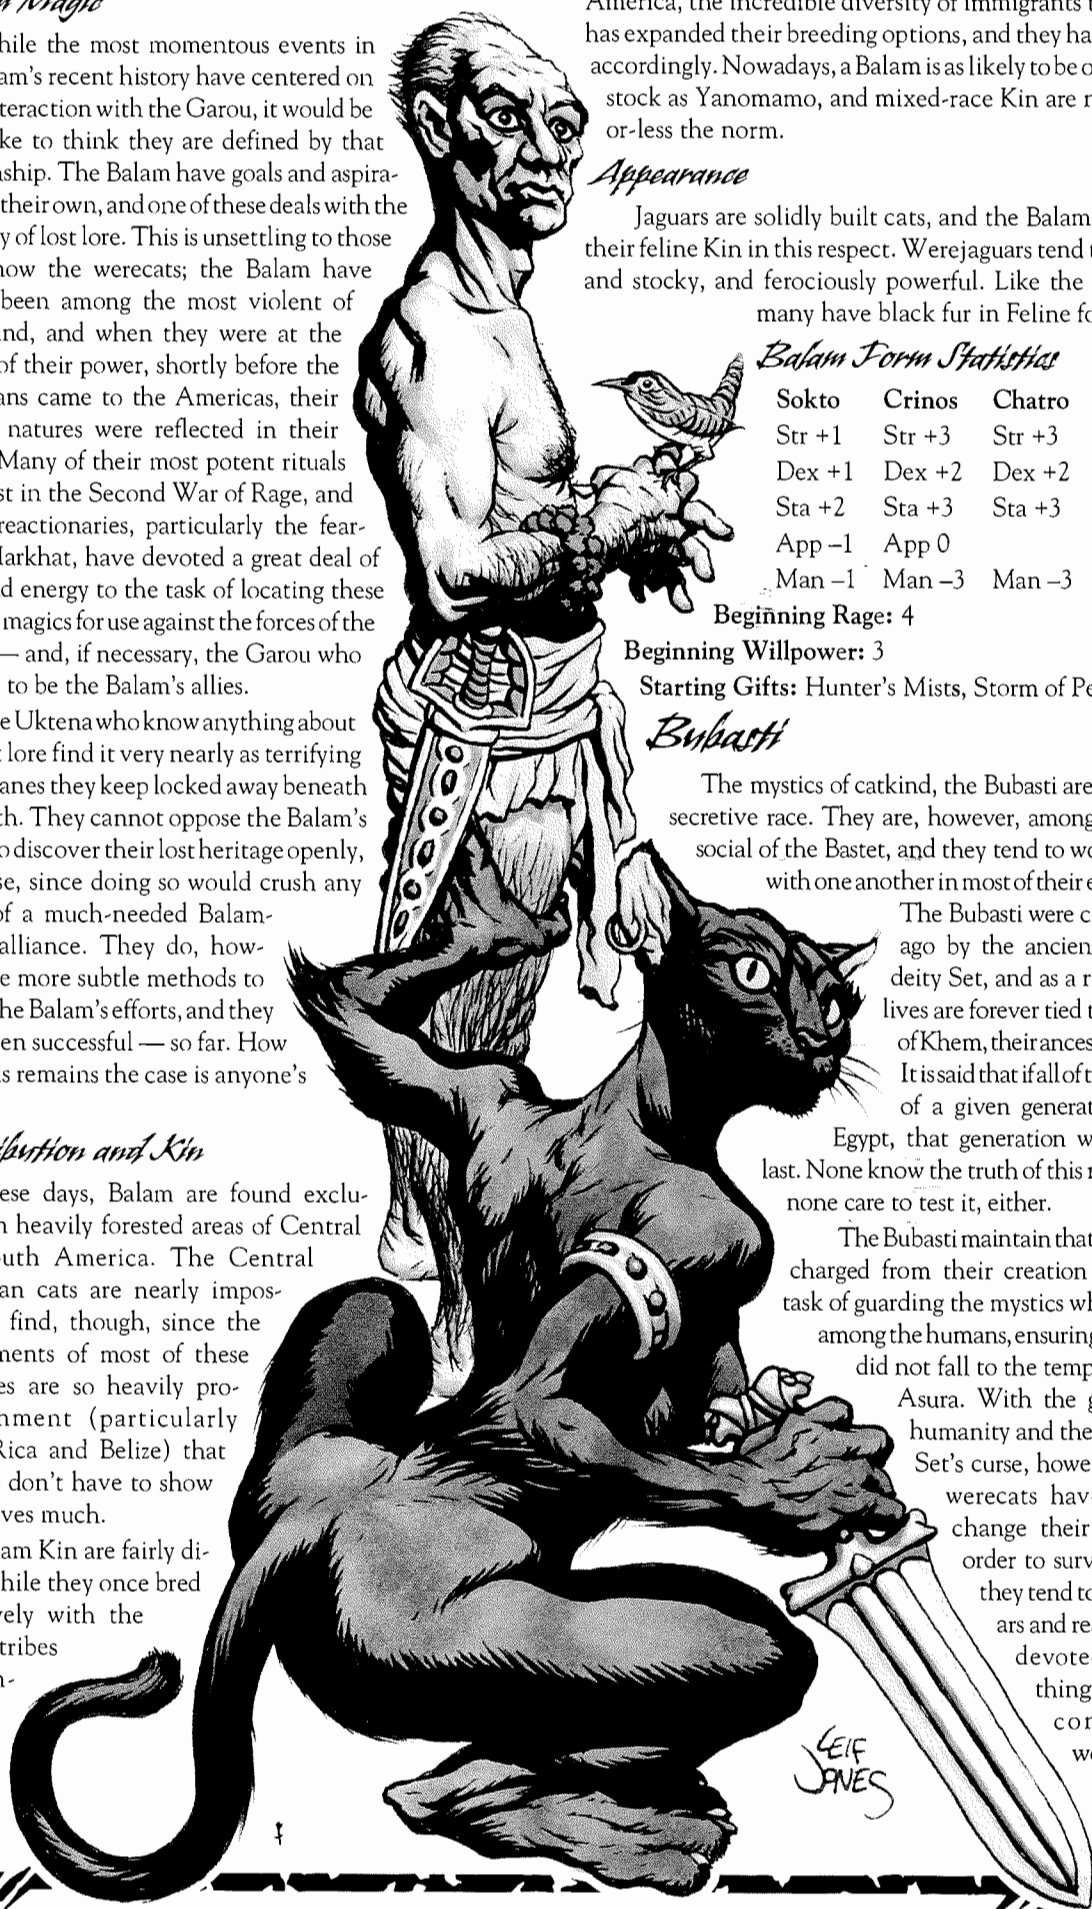 Magic
hile the most momentous events in
am's recent history have centered on
teraction with the Garou, it would be
ke to think they are defined by that
ship. The Balam have goals and aspira-
their own, and one of these deals with the
y of lost lore. This is unsettling to those
now the werecats; the Balam have
been among the most violent of
nd, and when they were at the
of their power, shortly before the
ans came to the Americas, their
natures were reflected in their
Many of their most potent rituals
st in the Second War of Rage, and
reactionaries, particularly the fear-
arkhat, have devoted a great deal of
d energy to the task of locating these
magics for use against the forces of the
— and, if necessary, the Garou who
to be the Balam's allies.
e Uktena who know anything about
lore find it very nearly as terrifying
anes they keep locked away beneath
h. They cannot oppose the Balam's
o discover their lost heritage openly,
se, since doing so would crush any
of a much-needed Balam-
alliance. They do, how-
e more subtle methods to
he Balam's efforts, and they
en successful — so far. How
s remains the case is anyone's
ibution and Kin
ese days, Balam are found exclu-
n heavily forested areas of Central
uth America. The Central
an cats are nearly impos-
find, though, since the
ments of most of these
es are so heavily pro-
nment (particularly
Rica and Belize) that
don't have to show
ves much.
am Kin are fairly di-
hile they once bred
vely with the
tribes
n-
America, the incredible diversity of immigrants
has expanded their breeding options, and they ha
accordingly. Nowadays, a Balam is as likely to be o
stock as Yanomamo, and mixed-race Kin are
or-less the norm.
Appearance
Jaguars are solidly built cats, and the Balam
their feline Kin in this respect. Werejaguars tend
and stocky, and ferociously powerful. Like the
many have black fur in Feline fo
Balam Form Statistics
Sokto Crinos Chatro
Str +1 Str +3 Str +3
Dex +1 Dex +2 Dex +2
Sta +2 Sta +3 Sta +3
App –1 App 0
Man –1 Man –3 Man –3
Beginning Rage: 4
Beginning Willpower: 3
Starting Gifts: Hunter's Mists, Storm of Pe
Bubasti
The mystics of catkind, the Bubasti are
secretive race. They are, however, among
social of the Bastet, and they tend to wo
with one another in most of their e
The Bubasti were c
ago by the ancien
deity Set, and as a r
lives are forever tied t
of Khem, their ances
It is said that if all of t
of a given generat
Egypt, that generation w
last. None know the truth of this
none care to test it, either.
The Bubasti maintain that
charged from their creation
task of guarding the mystics wh
among the humans, ensuring
did not fall to the temp
Asura. With the g
humanity and the
Set's curse, howe
werecats hav
change their
order to surv
they tend to
ars and re
devote
thing
cor
we
LEIF
JONES